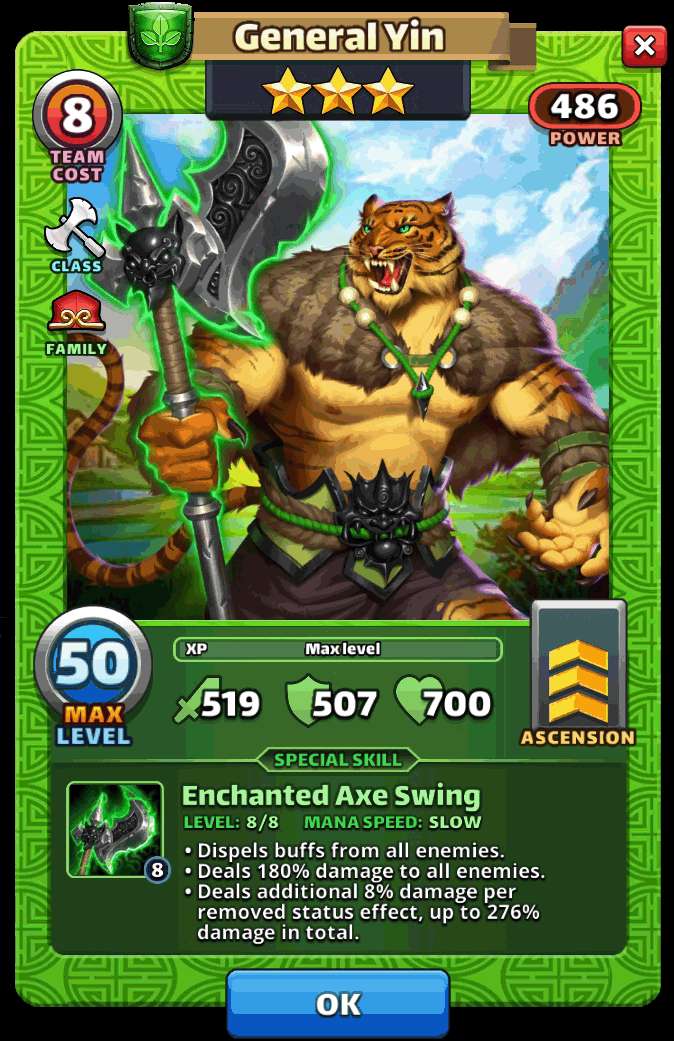 General Yin
8
TEAM
COST
486
POWER
CLASS
FAMILY
50
MAX
LEVEL
XP Max level
519 507 700
ASCENSION
SPECIAL SKILL
Enchanted Axe Swing
LEVEL: 8/8 MANA SPEED: SLOW
8
• Dispels buffs from all enemies.
• Deals 180% damage to all enemies.
• Deals additional 8% damage per
removed status effect, up to 276%
damage in total.
OK